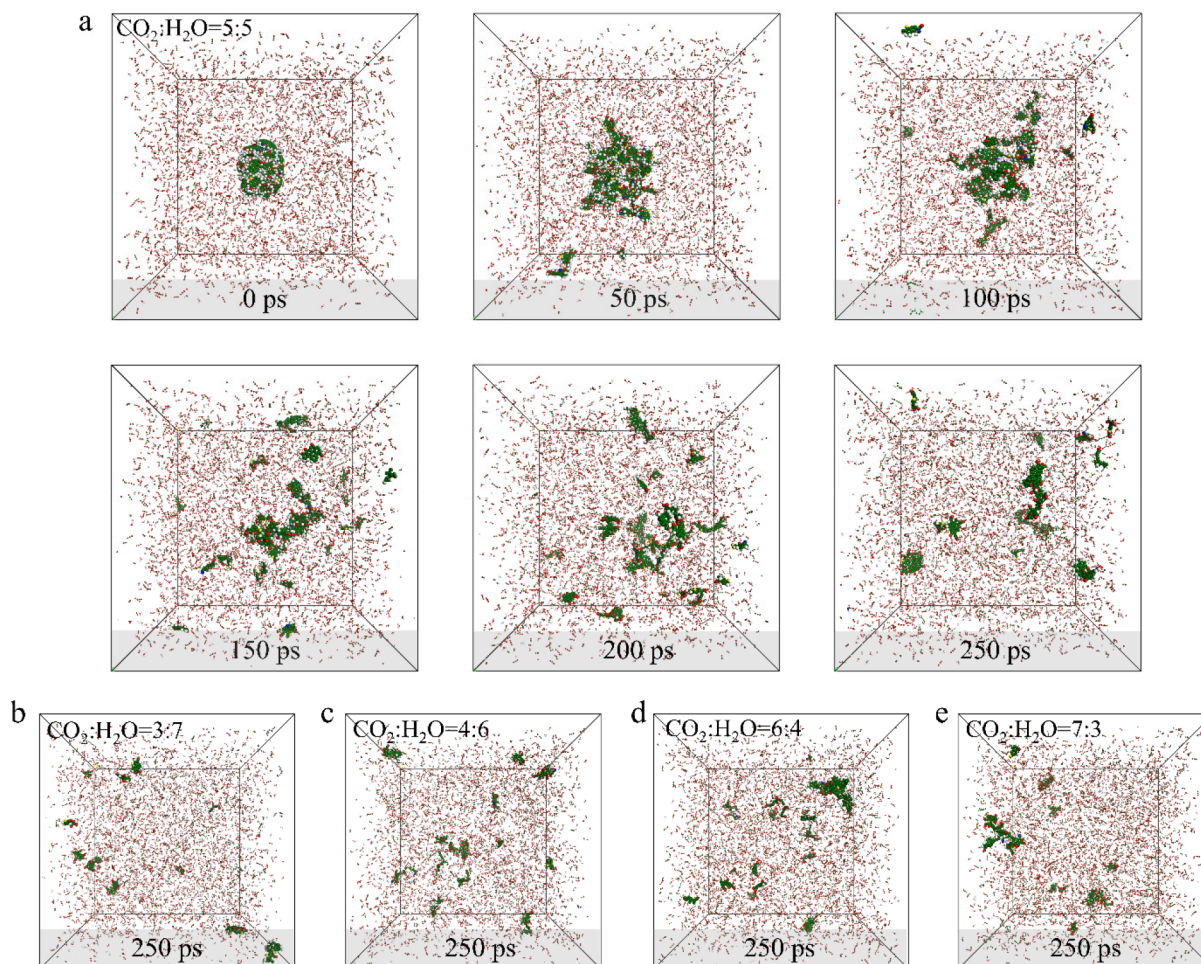 a
CO₂:H₂O=5:5
0 ps
50 ps
100 ps
150 ps
200 ps
250 ps
b
CO₂:H₂O=3:7
250 ps
c
CO₂:H₂O=4:6
250 ps
d
CO₂:H₂O=6:4
250 ps
e
CO₂:H₂O=7:3
250 ps